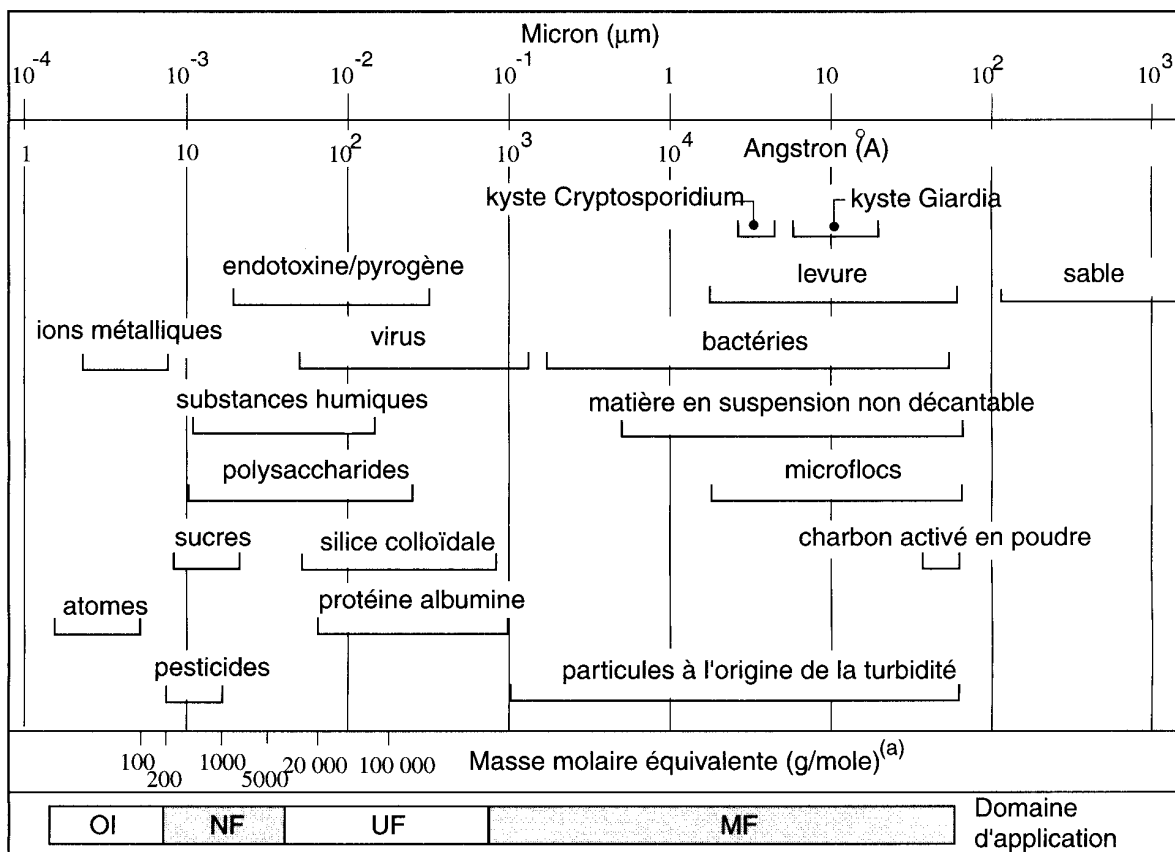 Micron (μm)
10⁻⁴ 10⁻³ 10⁻² 10⁻¹ 1 10 10² 10³
1 10 10² 10³ 10⁴ Angstron (Å)
kyste Cryptosporidium kyste Giardia
endotoxine/pyrogène levure sable
ions métalliques virus bactéries
substances humiques matière en suspension non décantable
polysaccharides microflocs
sucres silice colloïdale charbon activé en poudre
atomes protéine albumine
pesticides particules à l'origine de la turbidité
100 200 1000 5000 20 000 100 000 Masse molaire équivalente (g/mole)⁽ᵃ⁾
OI NF UF MF Domaine
d'application